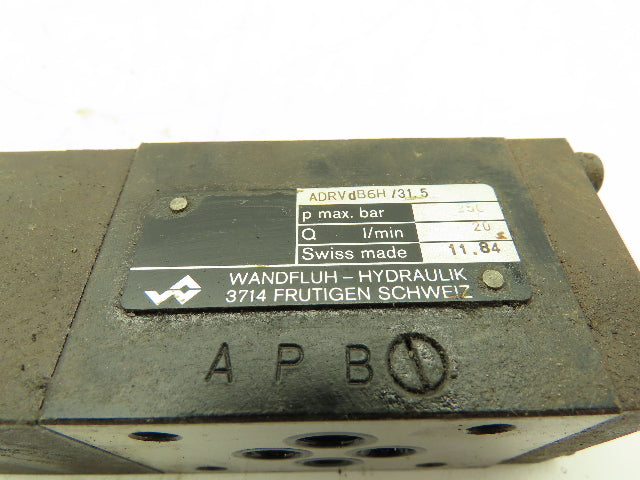 ADRVdB6H/31.5
p max. bar
Q l/min 20
Swiss made 11.84
WANDFLUH-HYDRAULIK
3714 FRUTIGEN SCHWEIZ
A P B